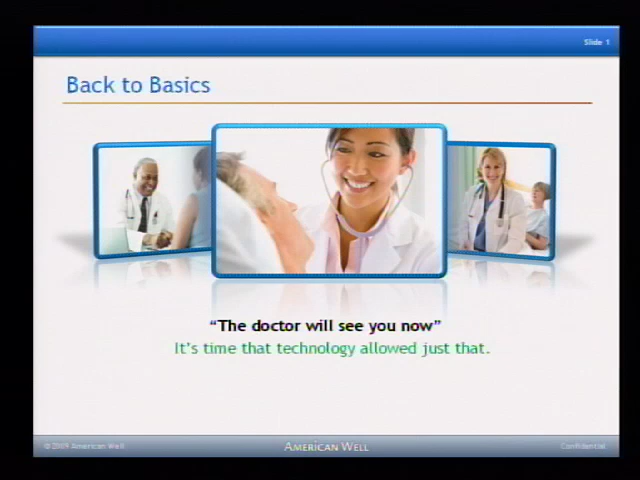 Slide 1
Back to Basics
“The doctor will see you now”
It's time that technology allowed just that.
© 2009 American Well
AMERICAN WELL
Confidential